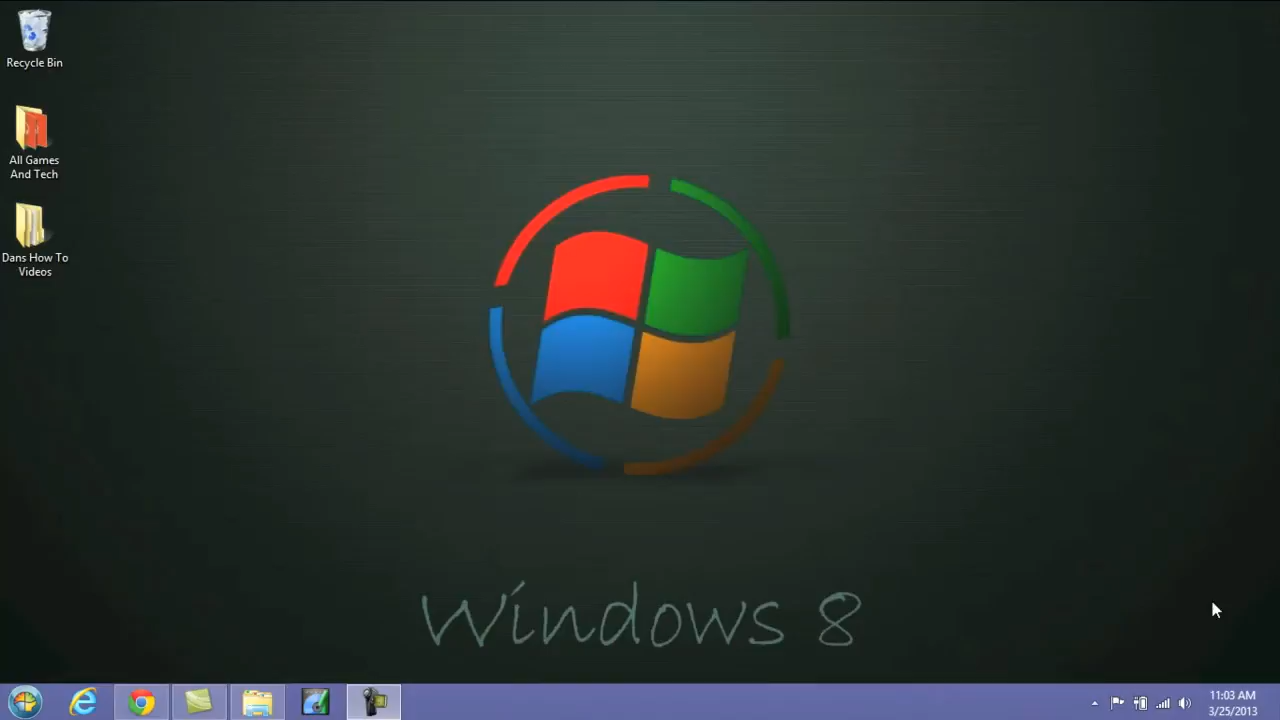 Recycle Bin
All Games
And Tech
Dans How To
Videos
Windows 8
11:03 AM
3/25/2013